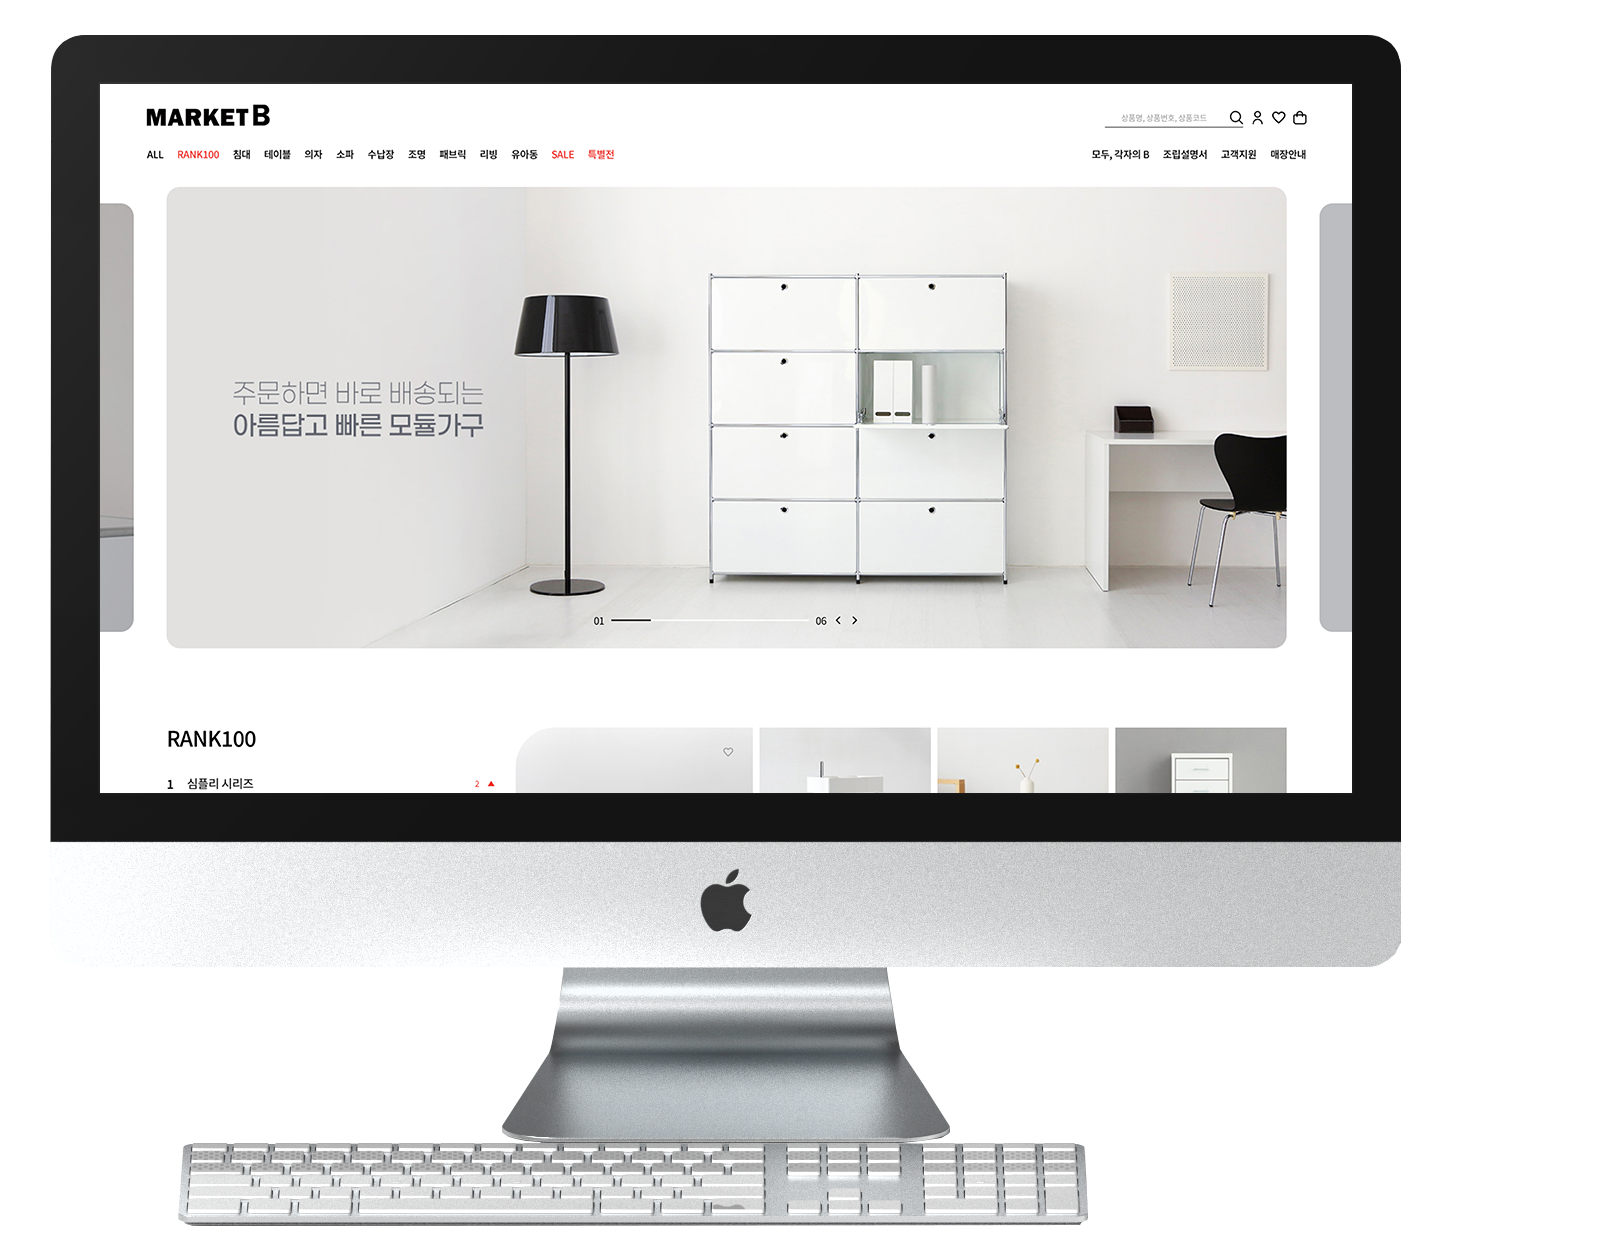 MARKET B
상품명, 상품번호, 상품코드
ALL RANK100 침대 테이블 의자 소파 수납장 조명 패브릭 리빙 유아동 SALE 특별전
모두, 각자의 B 조립설명서 고객지원 매장안내
주문하면 바로 배송되는
아름답고 빠른 모듈가구
01 06
RANK100
1 심플리 시리즈 2